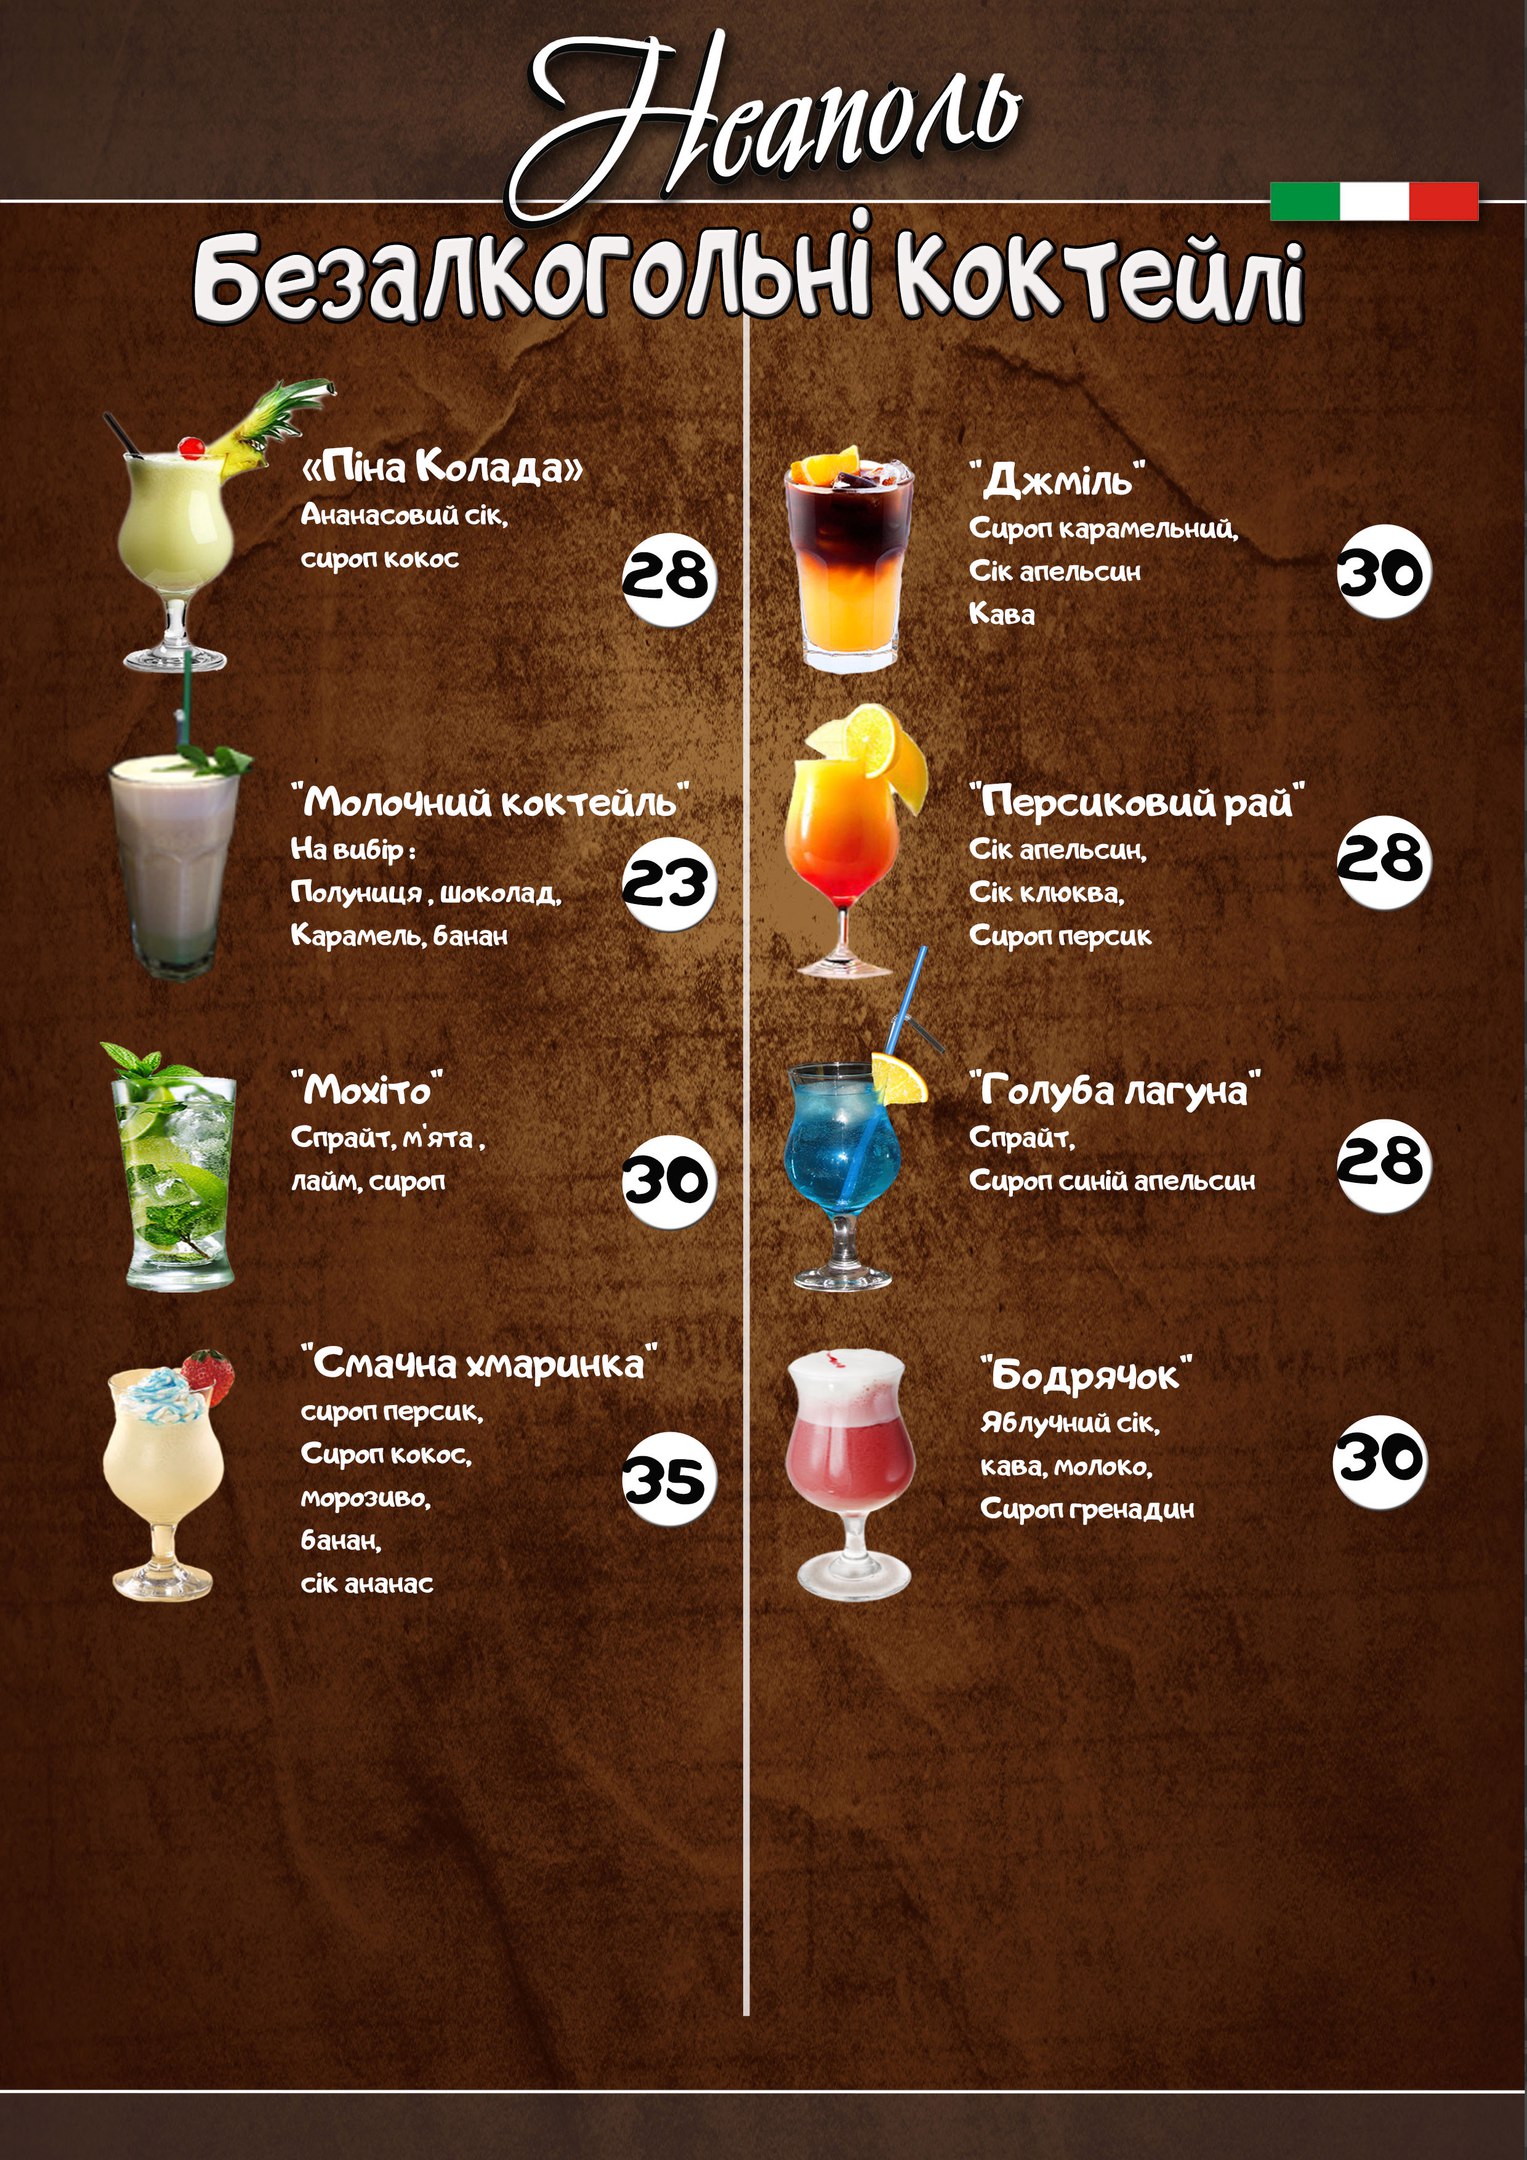 Неаполь
Безалкогольні коктейлі
«Піна Колада»
Ананасовий сік,
сироп кокос
28
"Молочний коктейль"
На вибір :
Полуниця , шоколад,
Карамель, банан
23
"Мохіто"
Спрайт, м'ята ,
лайм, сироп
30
"Смачна хмаринка"
сироп персик,
Сироп кокос,
морозиво,
банан,
сік ананас
35
"Джміль"
Сироп карамельний,
Сік апельсин
Кава
30
"Персиковий рай"
Сік апельсин,
Сік клюква,
Сироп персик
28
"Голуба лагуна"
Спрайт,
Сироп синій апельсин
28
"Бодрячок"
Яблучний сік,
кава, молоко,
Сироп гренадин
30